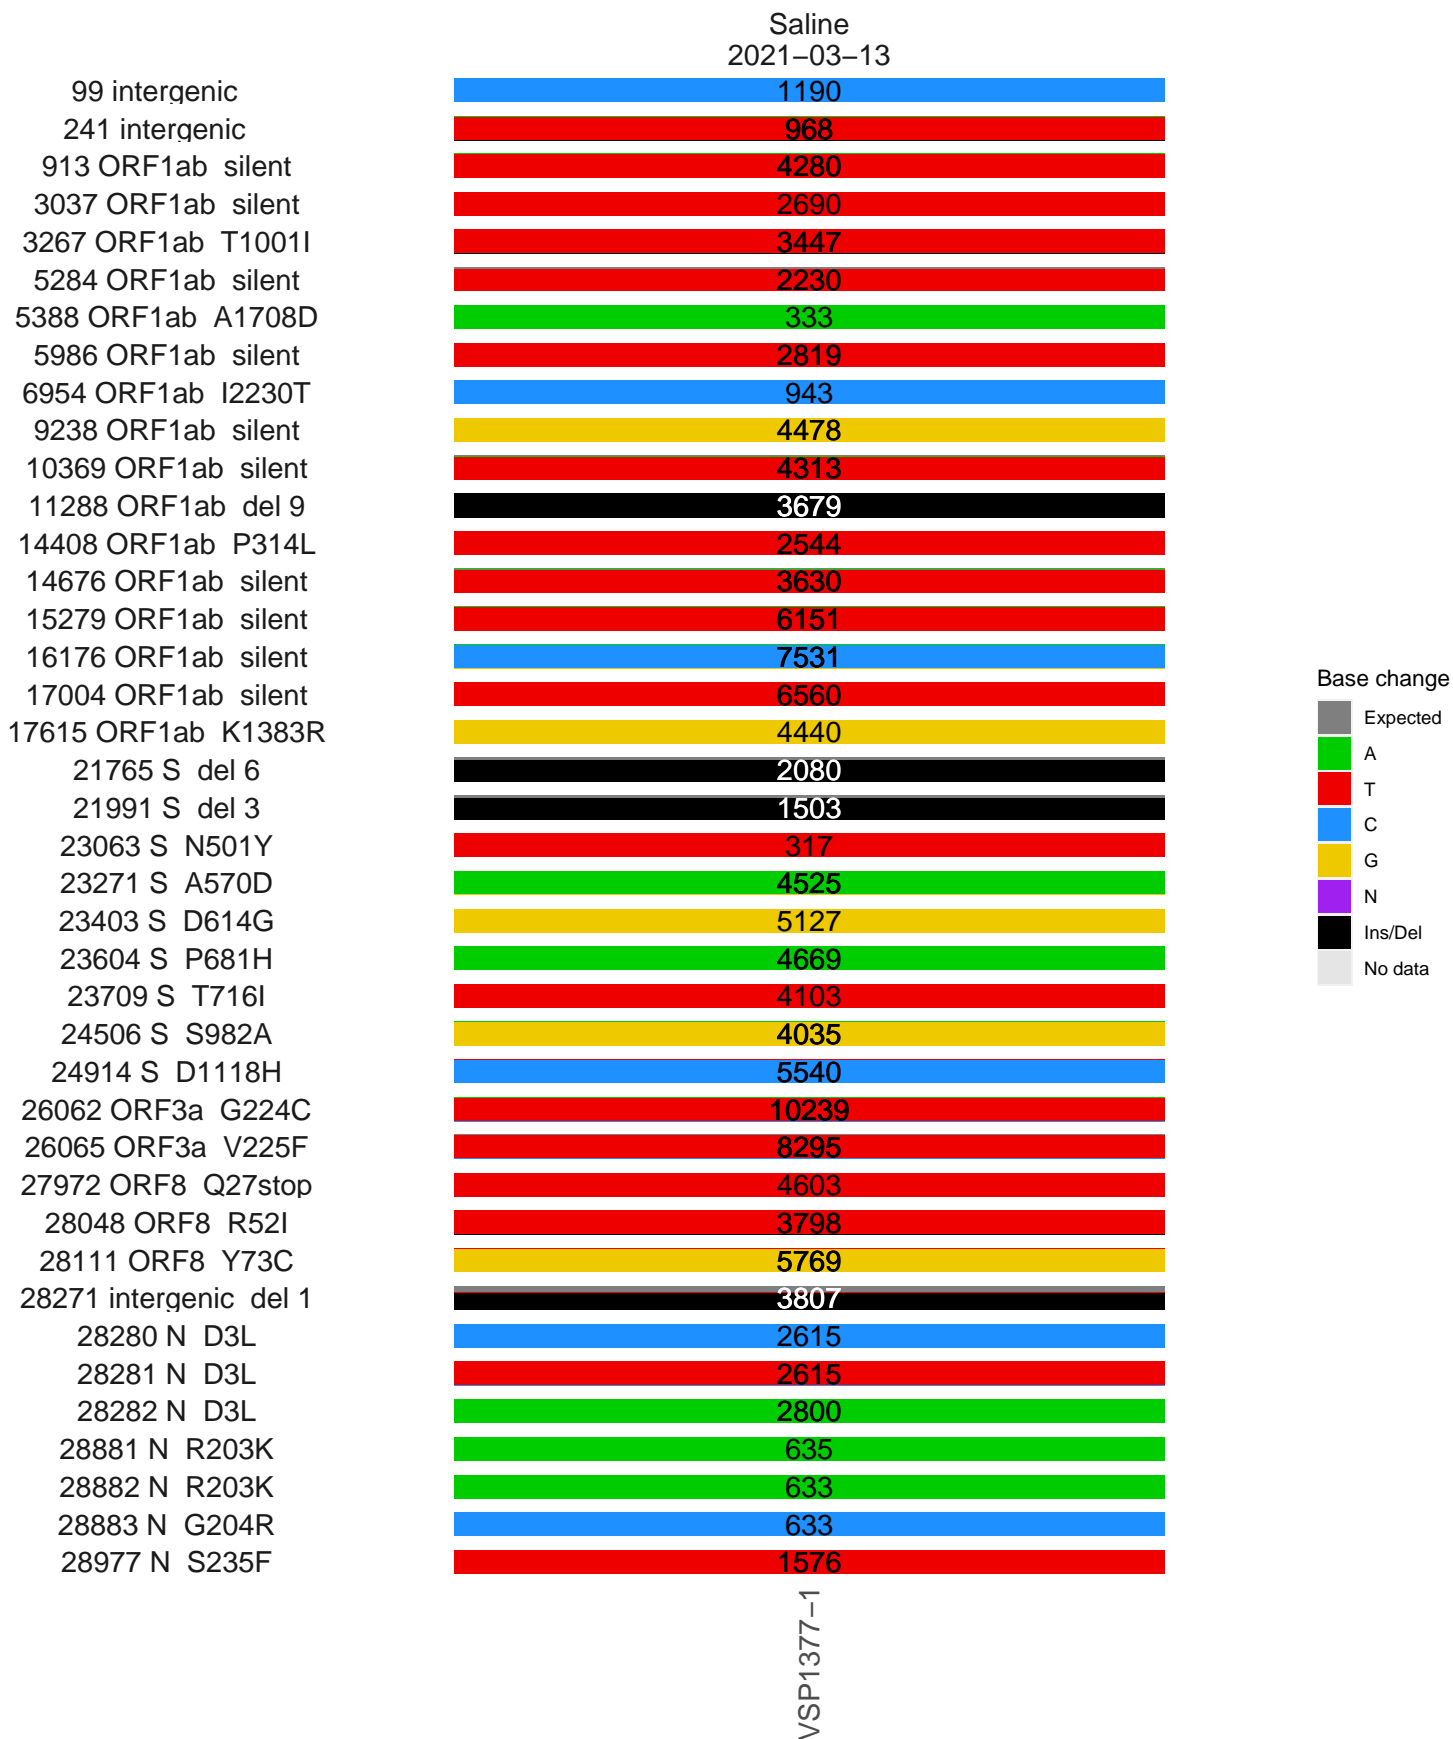 Saline
2021−03−13
99 intergenic 1190
241 intergenic 968
913 ORF1ab silent 4280
3037 ORF1ab silent 2690
3267 ORF1ab T1001I 3447
5284 ORF1ab silent 2230
5388 ORF1ab A1708D 333
5986 ORF1ab silent 2819
6954 ORF1ab I2230T 943
9238 ORF1ab silent 4478
10369 ORF1ab silent 4313
11288 ORF1ab del 9 3679
14408 ORF1ab P314L 2544
14676 ORF1ab silent 3630
15279 ORF1ab silent 6151
16176 ORF1ab silent 7531
17004 ORF1ab silent 6560
17615 ORF1ab K1383R 4440
21765 S del 6 2080
21991 S del 3 1503
23063 S N501Y 317
23271 S A570D 4525
23403 S D614G 5127
23604 S P681H 4669
23709 S T716I 4103
24506 S S982A 4035
24914 S D1118H 5540
26062 ORF3a G224C 10239
26065 ORF3a V225F 8295
27972 ORF8 Q27stop 4603
28048 ORF8 R52I 3798
28111 ORF8 Y73C 5769
28271 intergenic del 1 3807
28280 N D3L 2615
28281 N D3L 2615
28282 N D3L 2800
28881 N R203K 635
28882 N R203K 633
28883 N G204R 633
28977 N S235F 1576
VSP1377−1
Base change
Expected
A
T
C
G
N
Ins/Del
No data